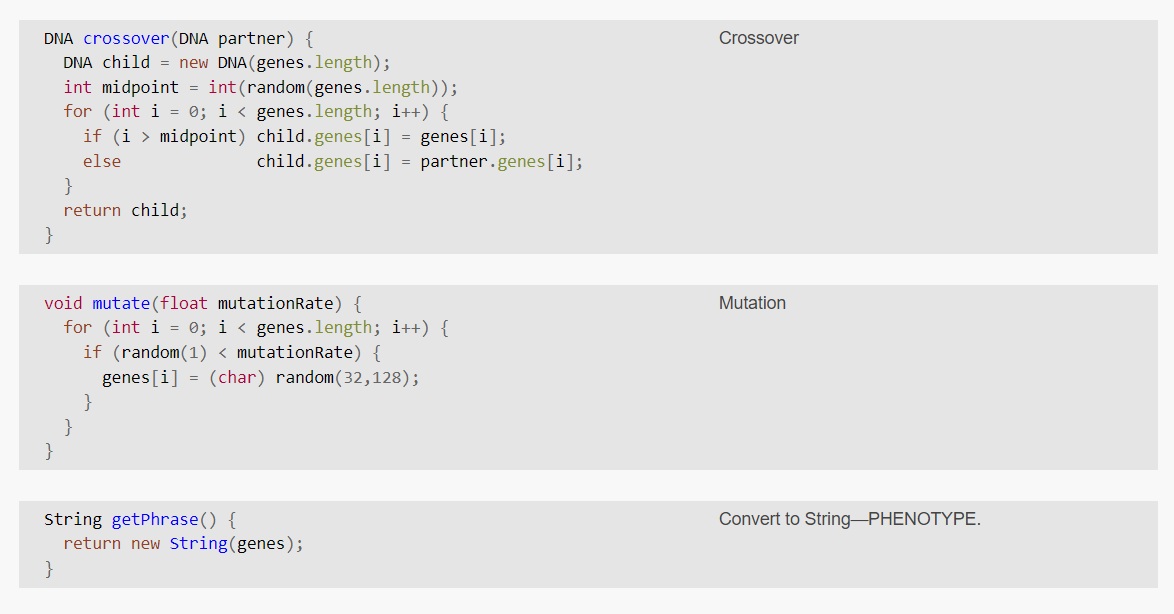 DNA crossover(DNA partner) { Crossover
  DNA child = new DNA(genes.length);
  int midpoint = int(random(genes.length));
  for (int i = 0; i < genes.length; i++) {
    if (i > midpoint) child.genes[i] = genes[i];
    else              child.genes[i] = partner.genes[i];
  }
  return child;
}
void mutate(float mutationRate) { Mutation
  for (int i = 0; i < genes.length; i++) {
    if (random(1) < mutationRate) {
      genes[i] = (char) random(32,128);
    }
  }
}
String getPhrase() { Convert to String—PHENOTYPE.
  return new String(genes);
}